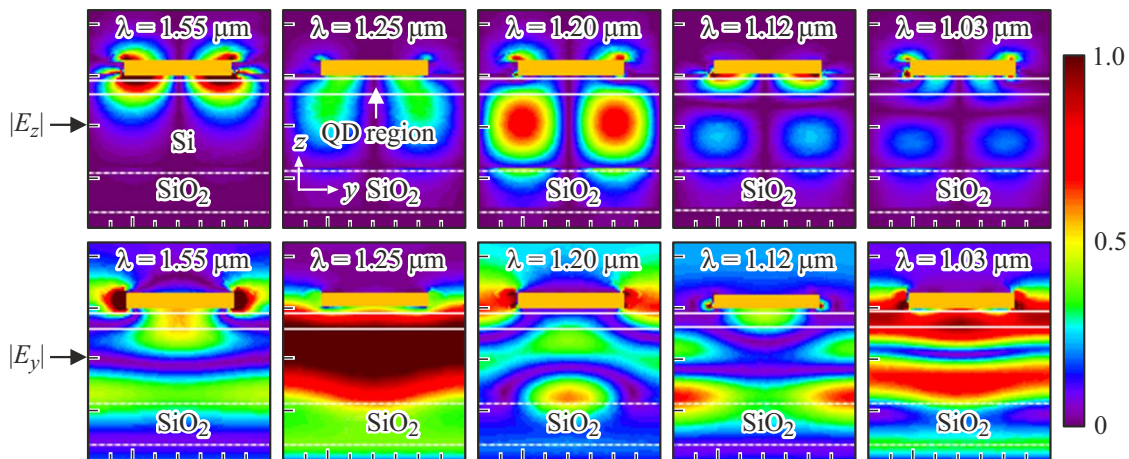 λ = 1.55 μm λ = 1.25 μm λ = 1.20 μm λ = 1.12 μm λ = 1.03 μm
1.0
|E_z|
Si
QD region
z
SiO₂ y SiO₂ SiO₂ SiO₂ SiO₂
λ = 1.55 μm λ = 1.25 μm λ = 1.20 μm λ = 1.12 μm λ = 1.03 μm
0.5
|E_y|
SiO₂ SiO₂ SiO₂ SiO₂ SiO₂
0